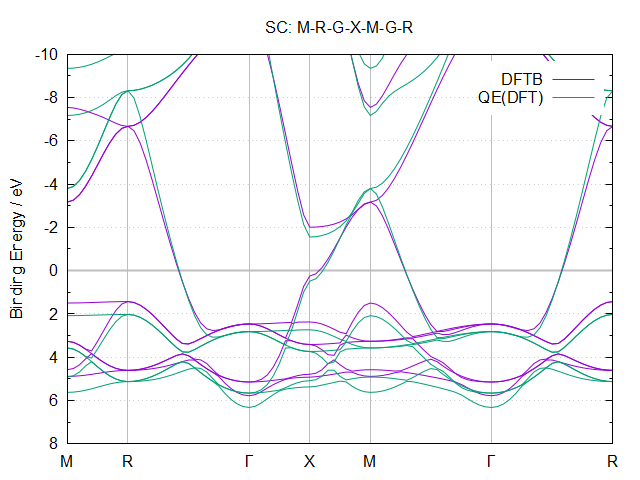 SC: M-R-G-X-M-G-R
-10
DFTB
-8
QE(DFT)
-6
-4
-2
0
2
4
6
8
Binding Energy / eV
M R Γ X M Γ R